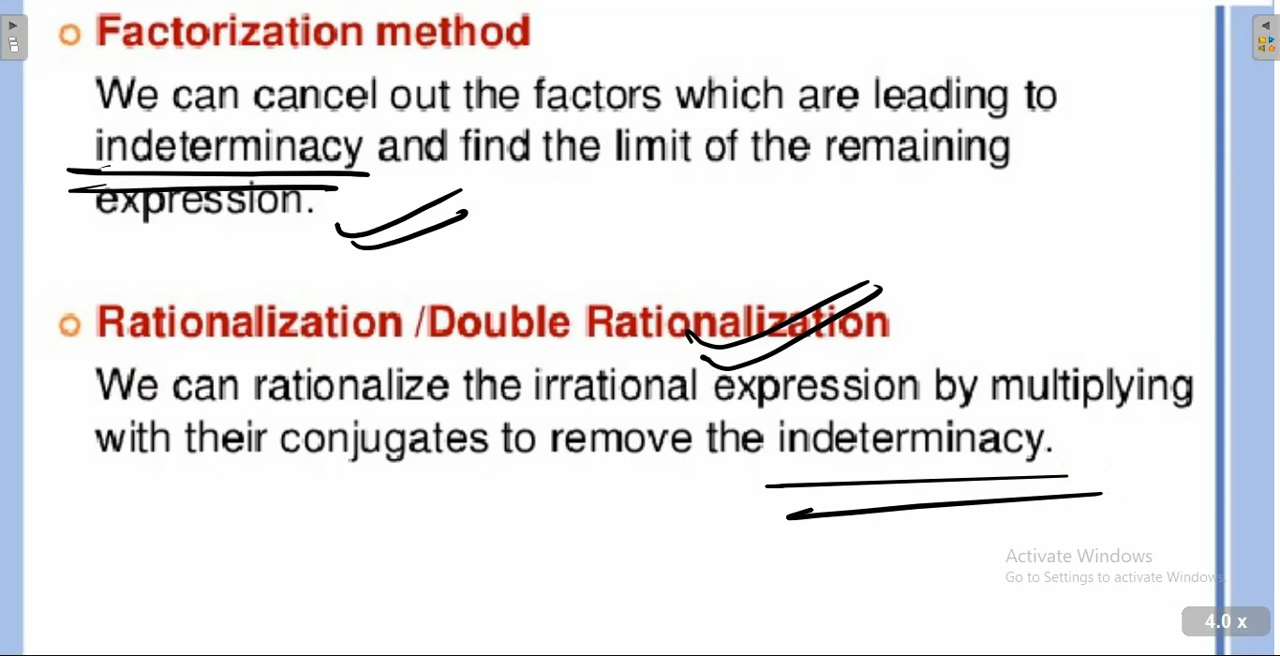 Factorization method
We can cancel out the factors which are leading to
indeterminacy and find the limit of the remaining
expression.
Rationalization /Double Rationalization
We can rationalize the irrational expression by multiplying
with their conjugates to remove the indeterminacy.
Activate Windows
Go to Settings to activate Windows.
4.0 x